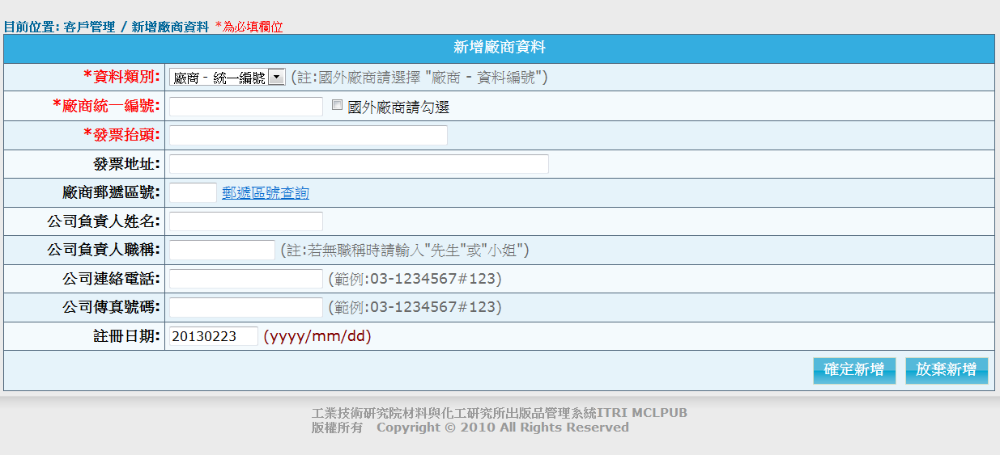 目前位置: 客戶管理 / 新增廠商資料 *為必填欄位
新增廠商資料
*資料類別: 廠商 - 統一編號 (註:國外廠商請選擇 "廠商 - 資料編號")
*廠商統一編號: 國外廠商請勾選
*發票抬頭:
發票地址:
廠商郵遞區號: 郵遞區號查詢
公司負責人姓名:
公司負責人職稱: (註:若無職稱時請輸入"先生"或"小姐")
公司連絡電話: (範例:03-1234567#123)
公司傳真號碼: (範例:03-1234567#123)
註冊日期: 20130223 (yyyy/mm/dd)
確定新增 放棄新增
工業技術研究院材料與化工研究所出版品管理系統ITRI MCLPUB
版權所有 Copyright © 2010 All Rights Reserved